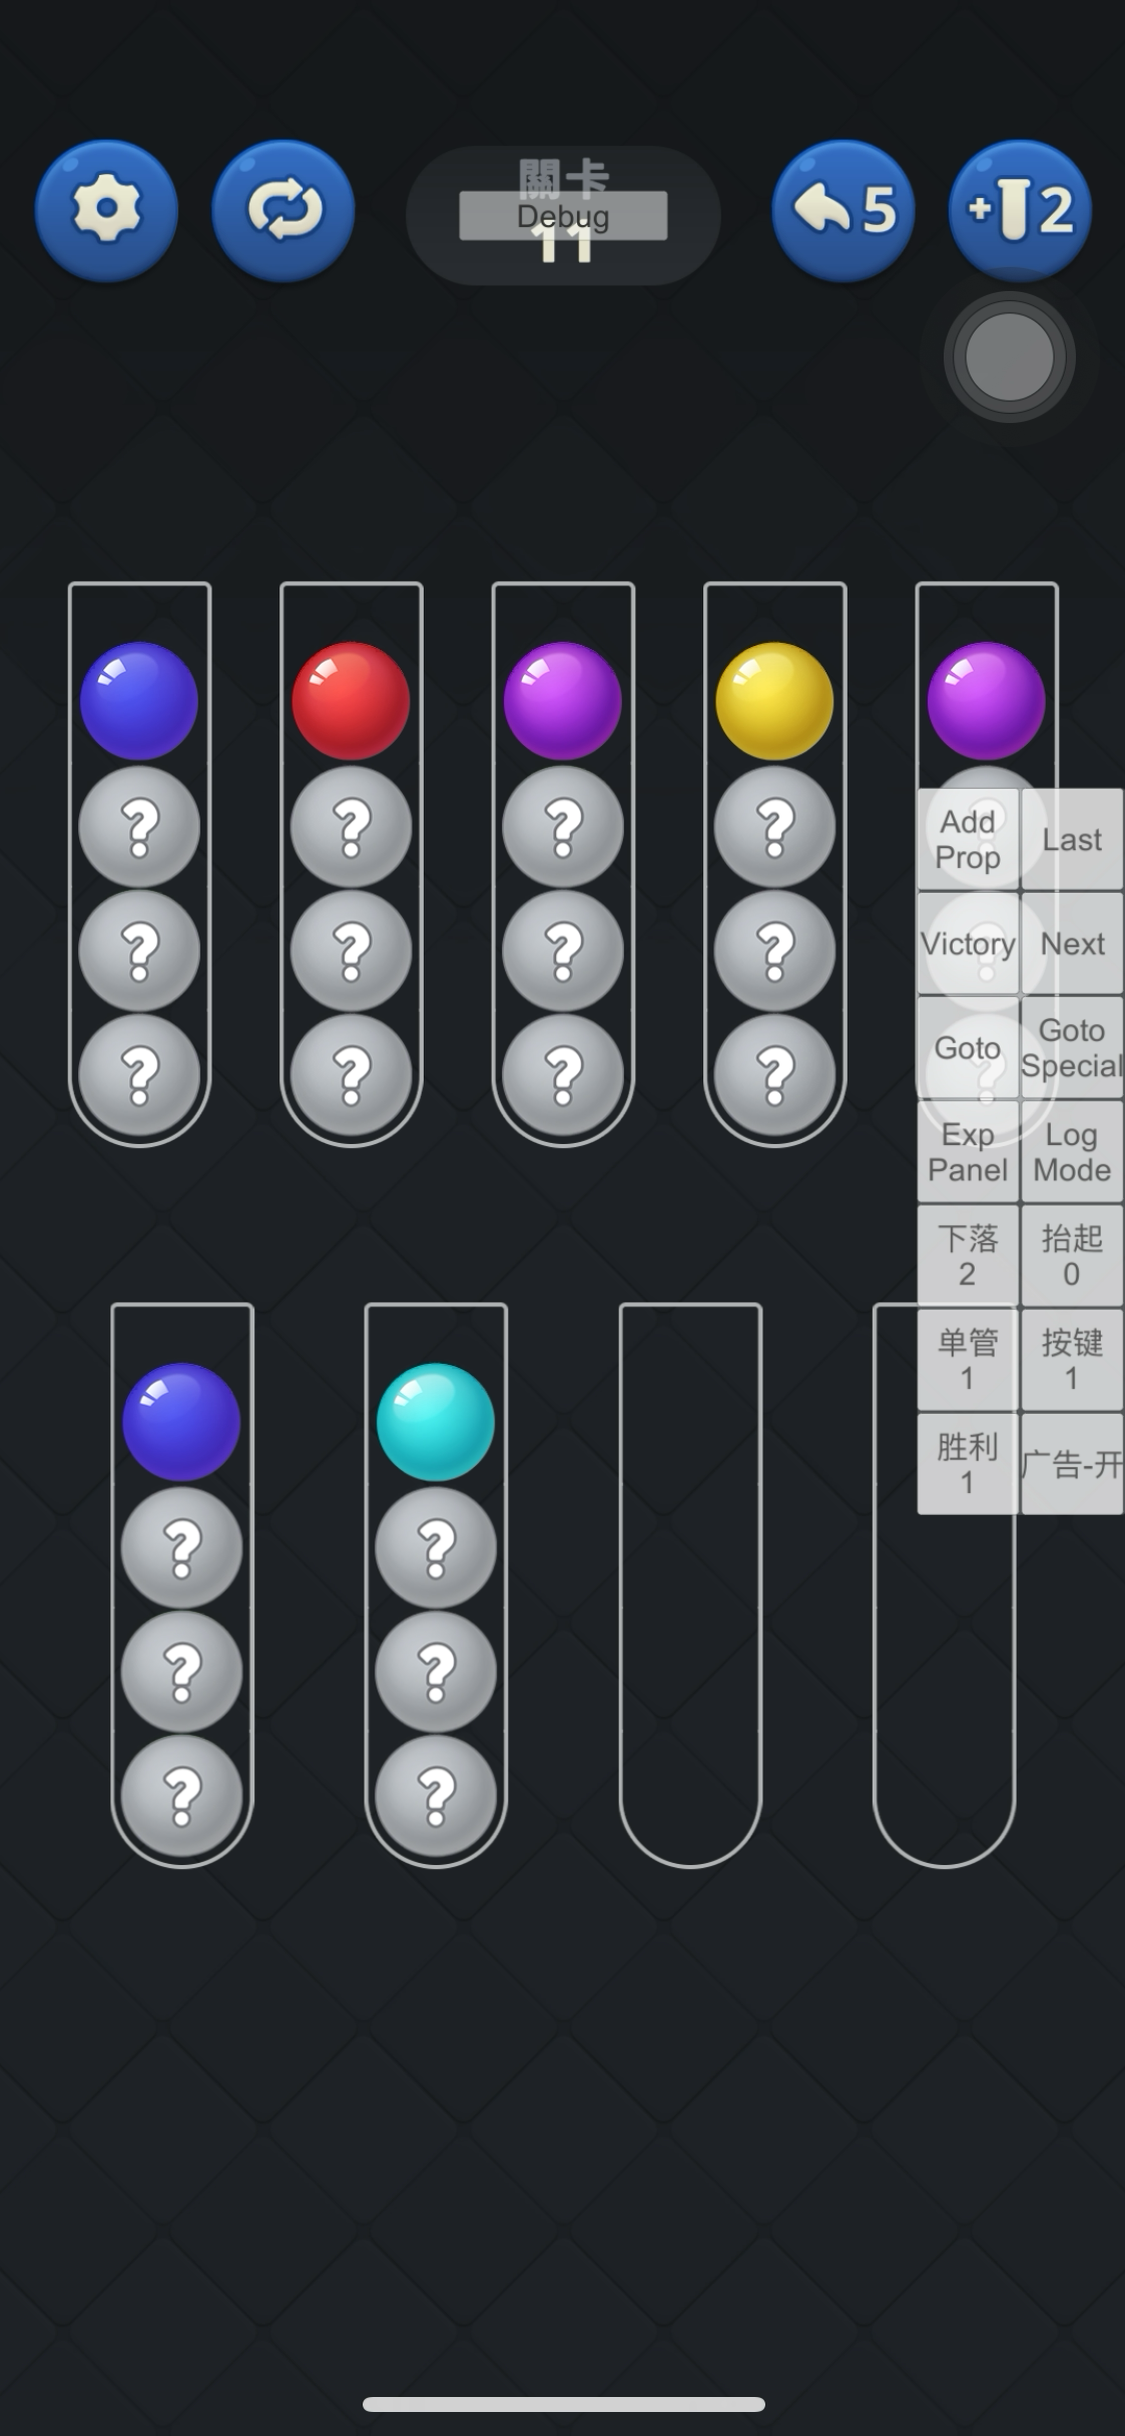 關卡
Debug
11
5
+ 2
? ? ? ? ?
Add Prop
Last
? ? ? ? ?
Victory
Next
? ? ? ? ?
Goto
Goto Special
Exp Panel
Log Mode
下落
2
抬起
0
单管
1
按键
1
胜利
1
广告-开
? ?
? ?
? ?